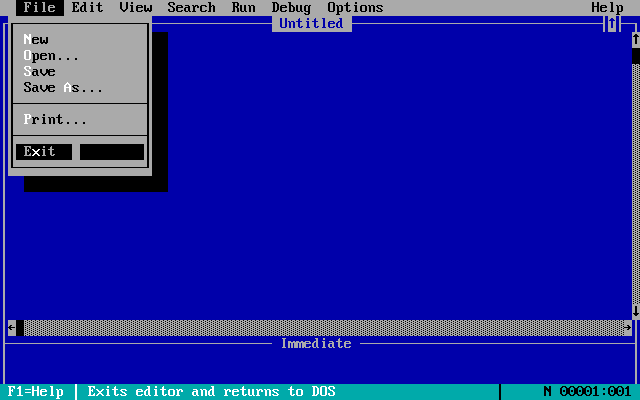 File Edit View Search Run Debug Options Help
Untitled
New
Open...
Save
Save As...
Print...
Exit
Immediate
F1=Help Exits editor and returns to DOS N 00001:001